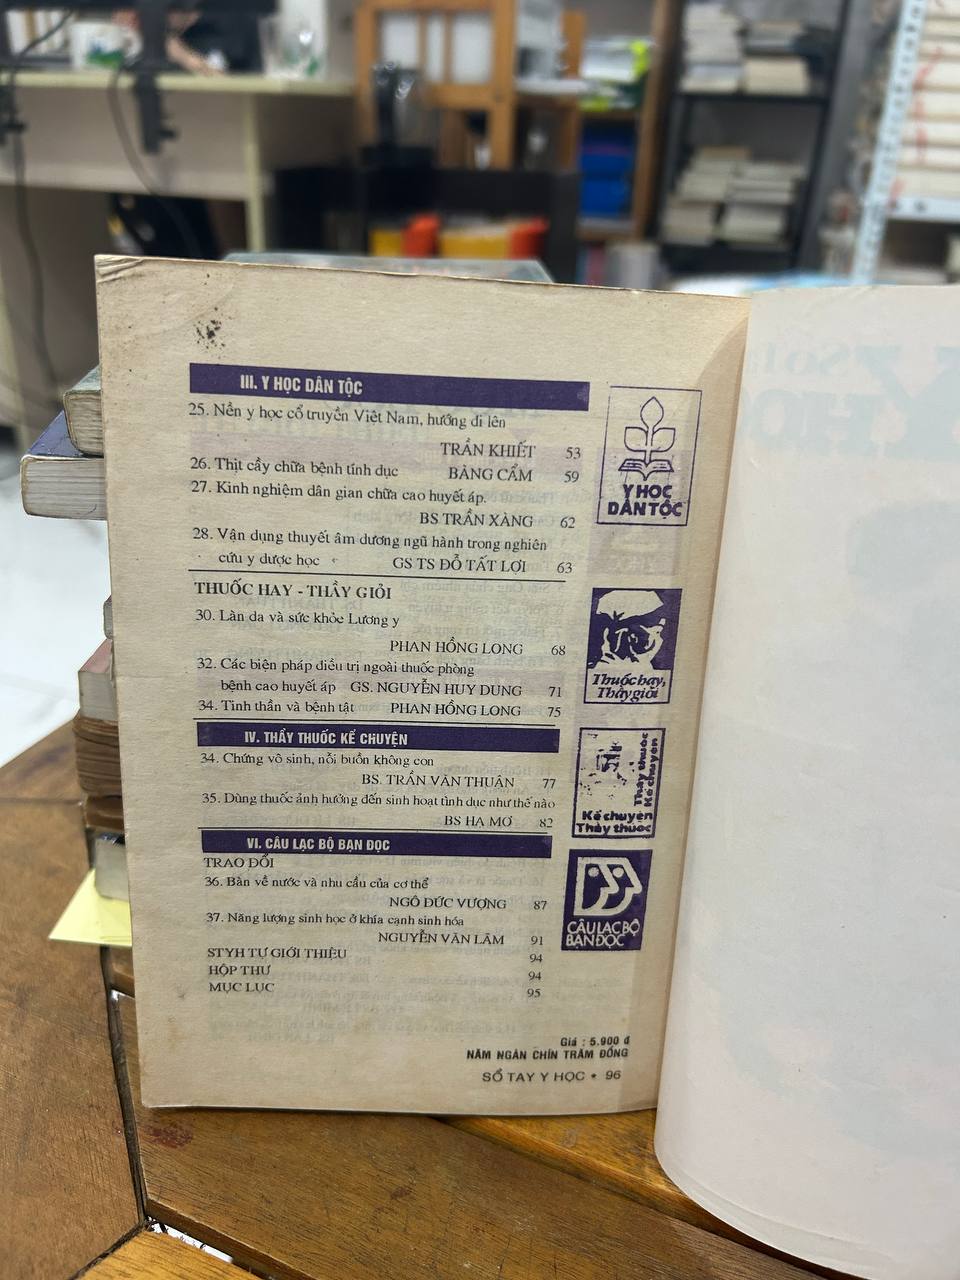 III. Y HỌC DÂN TỘC
25. Nền y học cổ truyền Việt Nam, hướng đi lên
TRẦN KHIẾT 53
26. Thịt cầy chữa bệnh tình dục BẰNG CẨM 59
27. Kinh nghiệm dân gian chữa cao huyết áp.
BS TRẦN XÀNG 62
28. Vận dụng thuyết âm dương ngũ hành trong nghiên
cứu y dược học GS TS ĐỖ TẤT LỢI 63
Y HỌC
DÂN TỘC
THUỐC HAY - THẦY GIỎI
30. Làn da và sức khỏe Lương y
PHAN HỒNG LONG 68
32. Các biện pháp điều trị ngoài thuốc phòng
bệnh cao huyết áp GS. NGUYỄN HUY DUNG 71
34. Tinh thần và bệnh tật PHAN HỒNG LONG 75
Thuốc hay,
Thầy giỏi
IV. THẦY THUỐC KỂ CHUYỆN
34. Chứng vô sinh, nỗi buồn không con
BS. TRẦN VĂN THUẬN 77
35. Dùng thuốc ảnh hưởng đến sinh hoạt tình dục như thế nào
BS HẠ MƠ 82
Thầy thuốc
Kể chuyện
Kể chuyện
Thầy thuốc
VI. CÂU LẠC BỘ BẠN ĐỌC
TRAO ĐỔI
36. Bàn về nước và nhu cầu của cơ thể
NGÔ ĐỨC VƯỢNG 87
37. Năng lượng sinh học ở khía cạnh sinh hóa
NGUYỄN VĂN LÂM 91
STYH TỰ GIỚI THIỆU 94
HỘP THƯ 94
MỤC LỤC 95
CÂU LẠC BỘ
BẠN ĐỌC
Giá : 5.900 đ
NĂM NGÀN CHÍN TRĂM ĐỒNG
SỔ TAY Y HỌC • 96